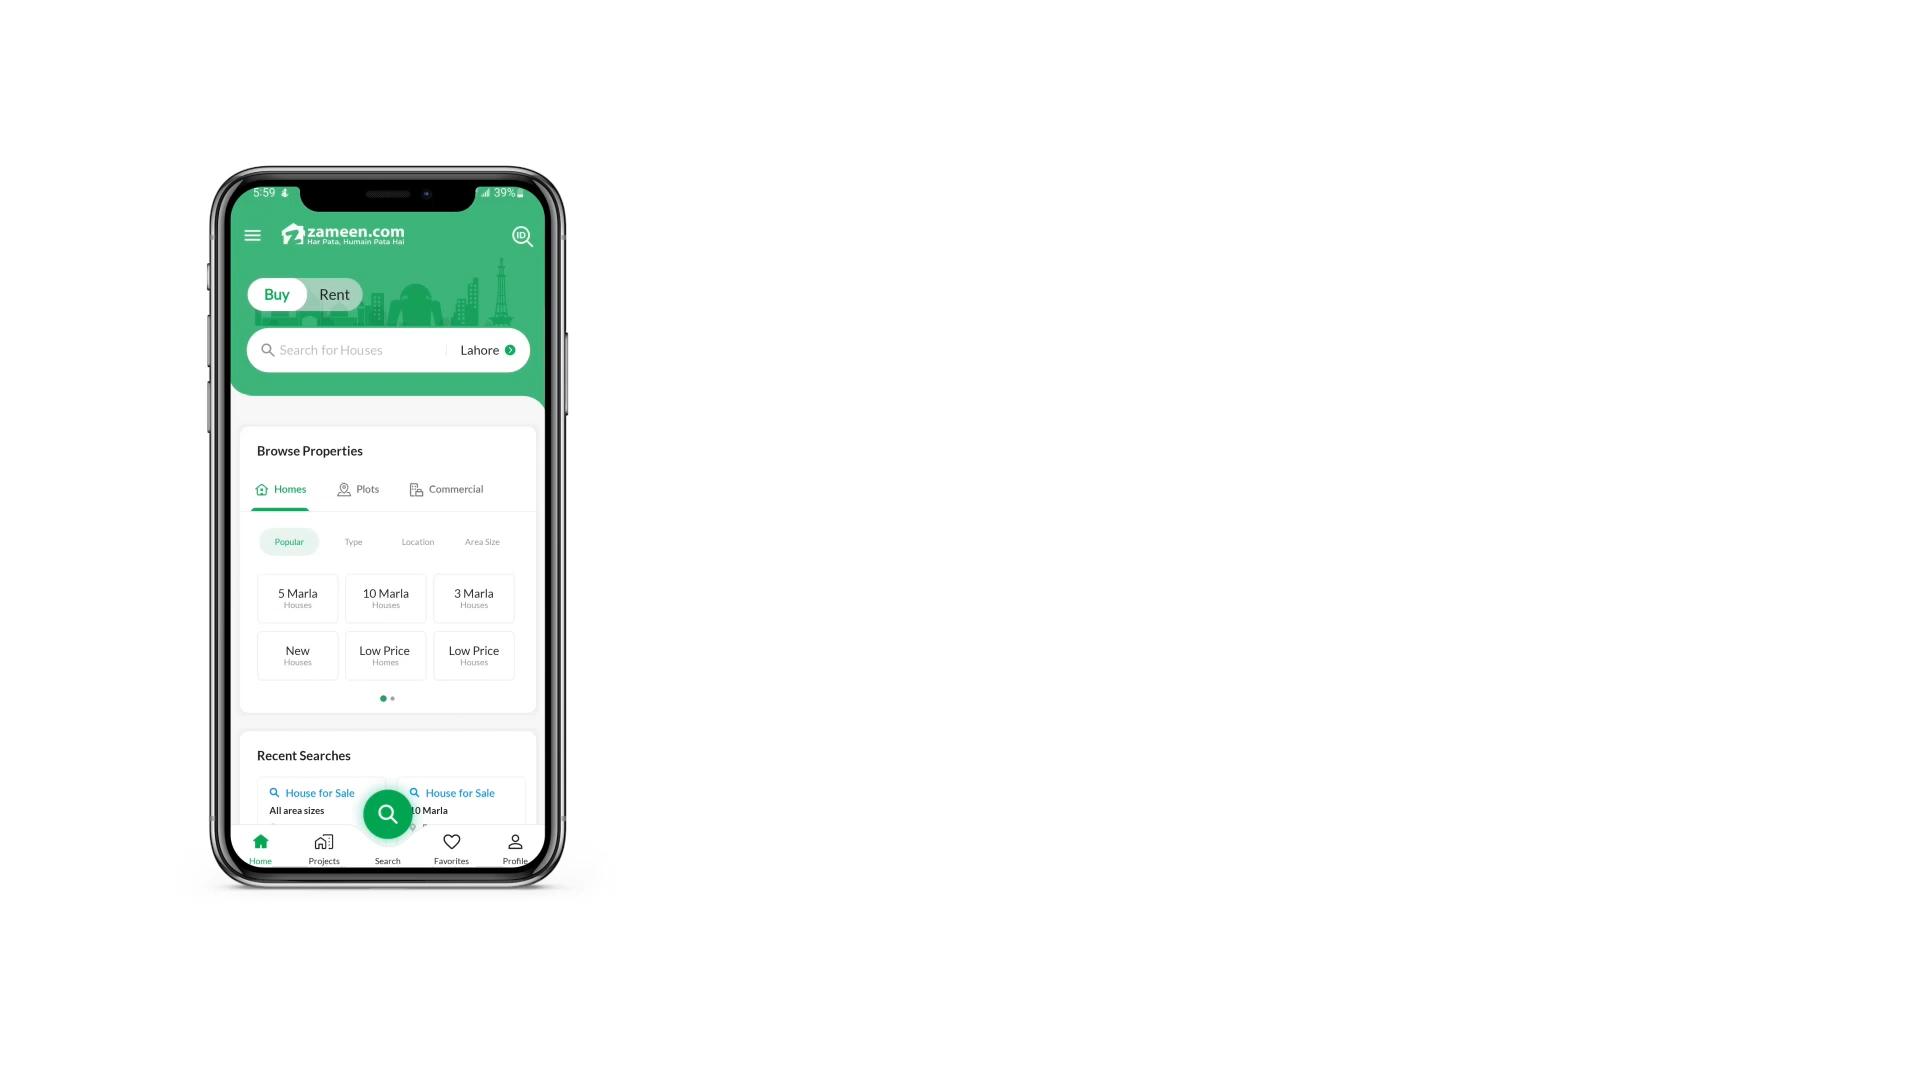 5:59
39%
zameen.com
Har Pata, Humain Pata Hai
ID
Buy Rent
Search for Houses Lahore
Browse Properties
Homes Plots Commercial
Popular Type Location Area Size
5 Marla 10 Marla 3 Marla
Houses Houses Houses
New Low Price Low Price
Houses Homes Houses
Recent Searches
House for Sale House for Sale
All area sizes 10 Marla
Home Projects Search Favorites Profile